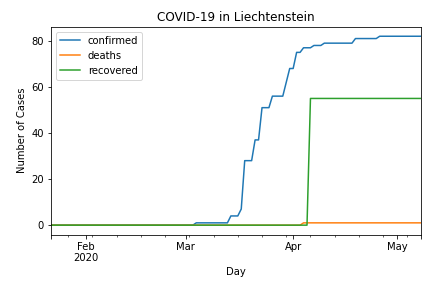 COVID-19 in Liechtenstein
confirmed
deaths
recovered
Number of Cases
80
60
40
20
0
Feb
2020
Mar
Apr
May
Day